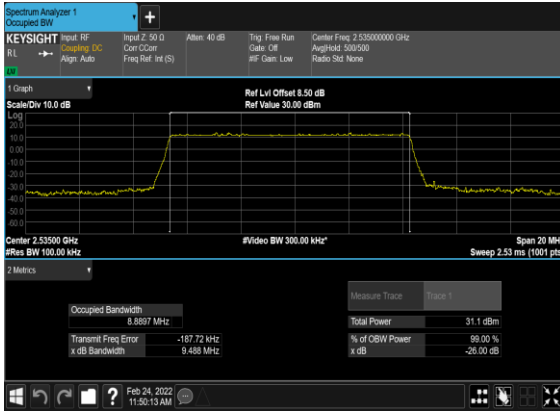 Spectrum Analyzer 1
Occupied BW
+
KEYSIGHT Input: RF Input Z: 50 Ω Atten: 40 dB Trig: Free Run Center Freq: 2.535000000 GHz
RL Coupling: DC Corr CCorr Gate: Off Avg|Hold: 500/500
Align: Auto Freq Ref: Int (S) #IF Gain: Low Radio Std: None
LV
1 Graph
Ref Lvl Offset 8.50 dB
Scale/Div 10.0 dB Ref Value 30.00 dBm
Log
20.0
10.0
0.00
-10.0
-20.0
-30.0
-40.0
-50.0
-60.0
Center 2.53500 GHz #Video BW 300.00 kHz* Span 20 MH
#Res BW 100.00 kHz Sweep 2.53 ms (1001 pts
2 Metrics
Measure Trace Trace 1
Occupied Bandwidth
8.8897 MHz Total Power 31.1 dBm
Transmit Freq Error -187.72 kHz % of OBW Power 99.00 %
x dB Bandwidth 9.488 MHz x dB -26.00 dB
? Feb 24, 2022
11:50:13 AM